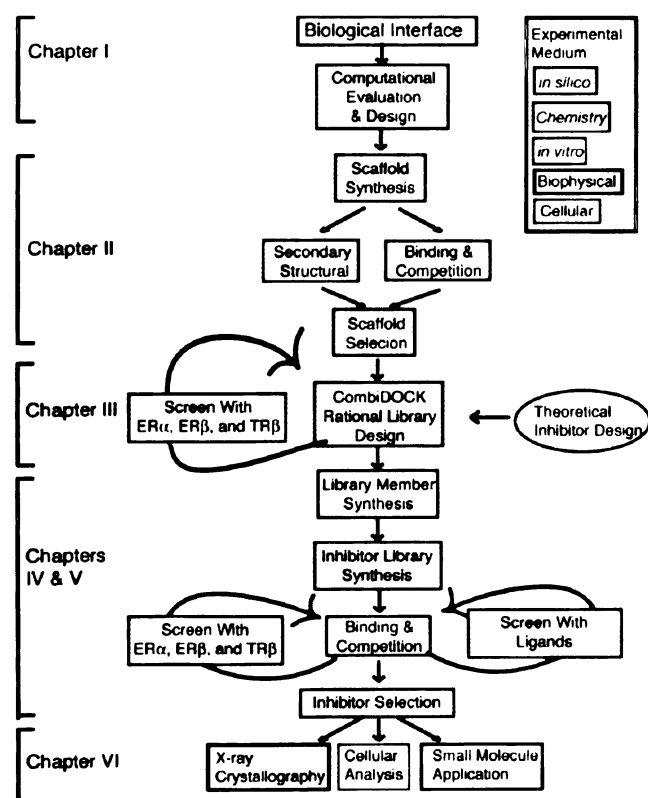 Chapter I
Biological Interface
Computational
Evaluation
& Design
Experimental
Medium
in silico
Chemistry
in vitro
Biophysical
Cellular
Chapter II
Scaffold
Synthesis
Secondary
Structural
Binding &
Competition
Scaffold
Selecion
Chapter III
Screen With
ERα, ERβ, and TRβ
CombiDOCK
Rational Library
Design
Theoretical
Inhibitor Design
Chapters
IV & V
Library Member
Synthesis
Inhibitor Library
Synthesis
Screen With
ERα, ERβ, and TRβ
Binding &
Competition
Screen With
Ligands
Inhibitor Selection
Chapter VI
X-ray
Crystallography
Cellular
Analysis
Small Molecule
Application